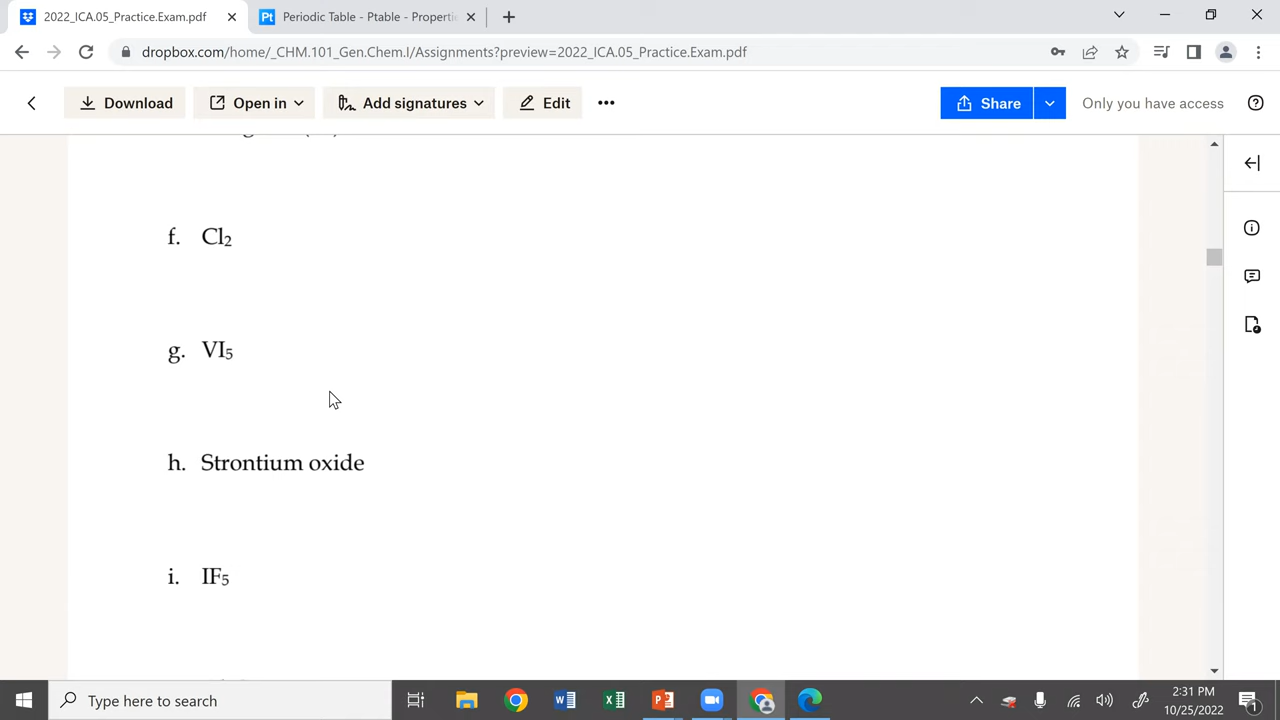 2022_ICA.05_Practice.Exam.pdf
Periodic Table - Ptable - Properti
dropbox.com/home/_CHM.101_Gen.Chem.I/Assignments?preview=2022_ICA.05_Practice.Exam.pdf
Download
Open in
Add signatures
Edit
Share
Only you have access
f. Cl₂
g. VI₅
h. Strontium oxide
i. IF₅
Type here to search
2:31 PM
10/25/2022
1